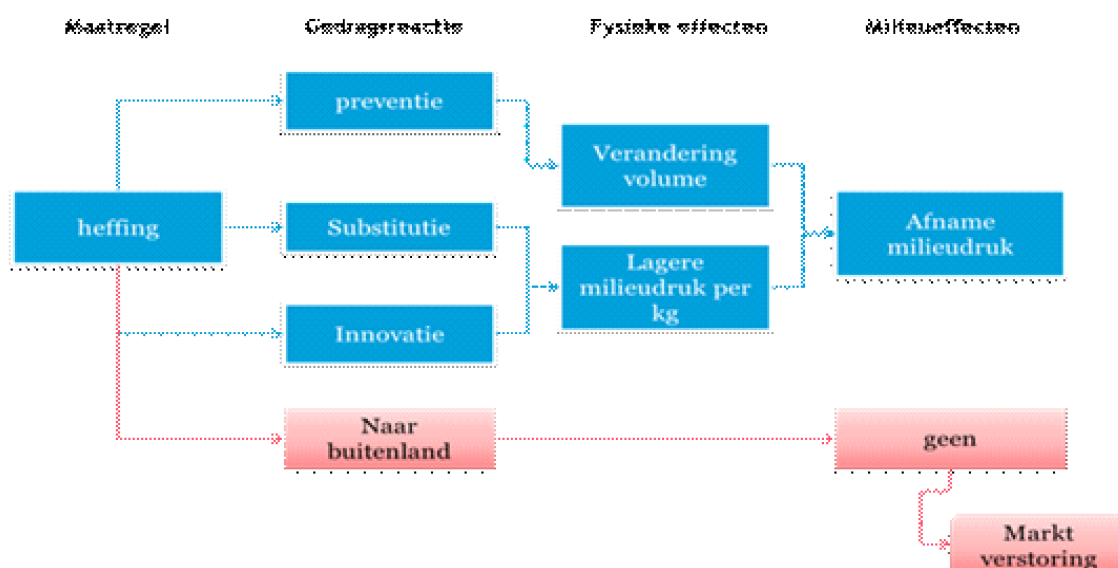 Maatregel
Gedragsreactie
Fysieke effecten
Milieueffecten
preventie
Verandering
volume
heffing
Substitutie
Afname
milieudruk
Lagere
milieudruk per
kg
Innovatie
Naar
buitenland
geen
Markt
verstoring